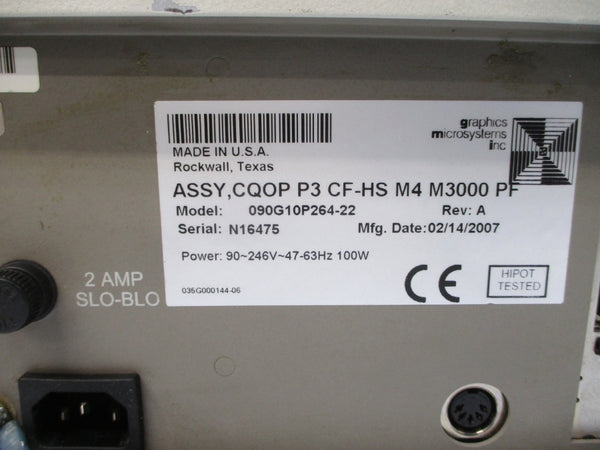 graphics
microsystems
inc
MADE IN U.S.A.
Rockwall, Texas
ASSY,CQOP P3 CF-HS M4 M3000 PF
Model: 090G10P264-22 Rev: A
Serial: N16475 Mfg. Date:02/14/2007
Power: 90~246V~47-63Hz 100W
CE
HIPOT
TESTED
035G000144-06
2 AMP
SLO-BLO